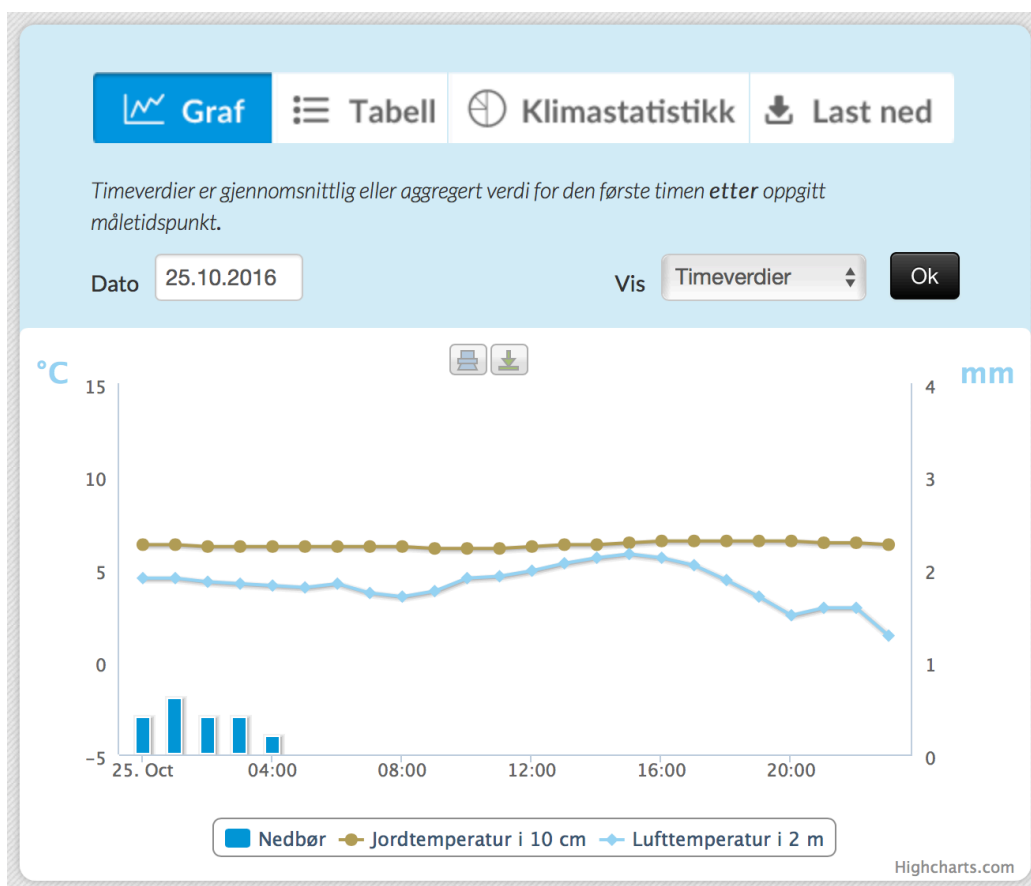 Graf Tabell Klimastatistikk Last ned
Timeverdier er gjennomsnittlig eller aggregert verdi for den første timen etter oppgitt
måletidspunkt.
Dato 25.10.2016 Vis Timeverdier Ok
°C mm
15 4
10 3
5 2
0 1
-5 0
25. Oct 04:00 08:00 12:00 16:00 20:00
Nedbør Jordtemperatur i 10 cm Lufttemperatur i 2 m
Highcharts.com